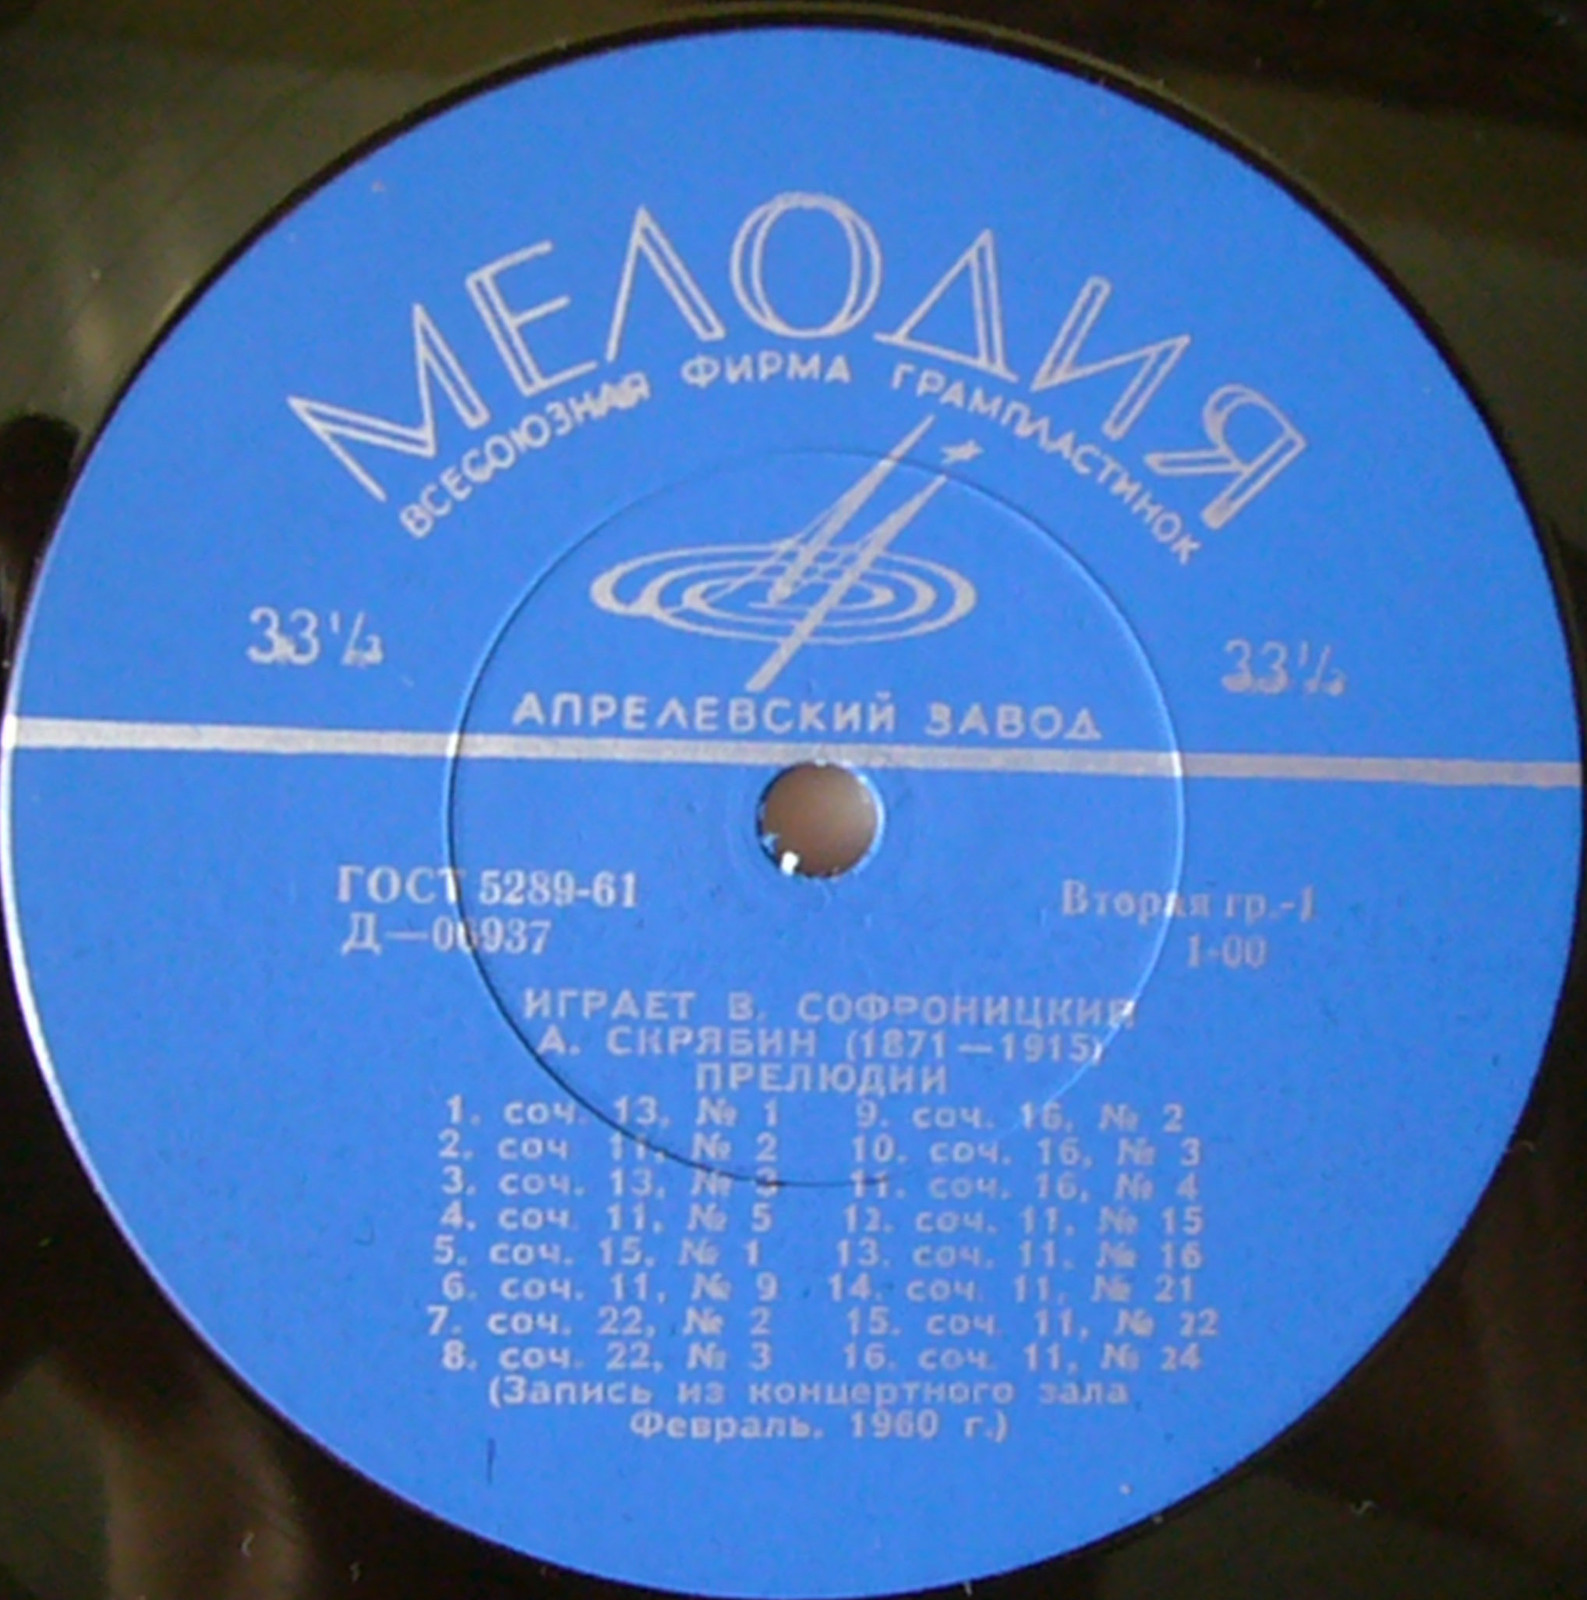 МЕЛОДИЯ
ВСЕСОЮЗНАЯ ФИРМА ГРАМПЛАСТИНОК
33⅓ 33⅓
АПРЕЛЕВСКИЙ ЗАВОД
ГОСТ 5289-61 Вторая гр.-1
Д—06937 1-00
ИГРАЕТ В. СОФРОНИЦКИЙ
А. СКРЯБИН (1871—1915)
ПРЕЛЮДИИ
1. соч. 13, № 1 9. соч. 16, № 2
2. соч 11, № 2 10. соч. 16, № 3
3. соч. 13, № 3 11. соч. 16, № 4
4. соч 11, № 5 12. соч. 11, № 15
5. соч. 15, № 1 13. соч. 11. № 16
6. соч. 11, № 9 14. соч 11, № 21
7. соч. 22, № 2 15. соч 11, № 22
8. соч. 22, № 3 16. соч. 11, № 24
(Запись из концертного зала
Февраль. 1960 г.)